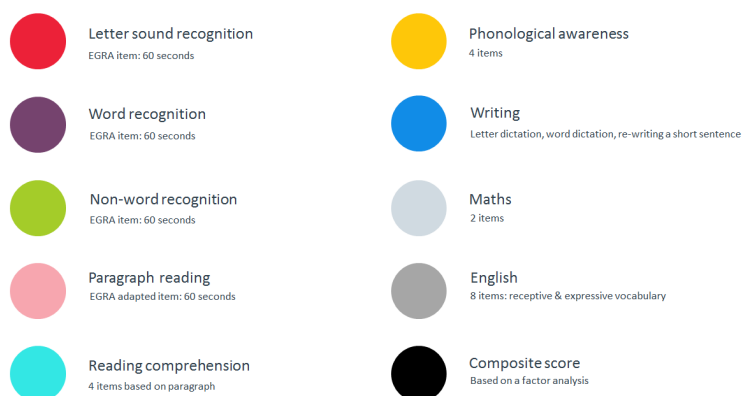 Letter sound recognition
EGRA item: 60 seconds
Word recognition
EGRA item: 60 seconds
Non-word recognition
EGRA item: 60 seconds
Paragraph reading
EGRA adapted item: 60 seconds
Reading comprehension
4 items based on paragraph
Phonological awareness
4 items
Writing
Letter dictation, word dictation, re-writing a short sentence
Maths
2 items
English
8 items: receptive & expressive vocabulary
Composite score
Based on a factor analysis